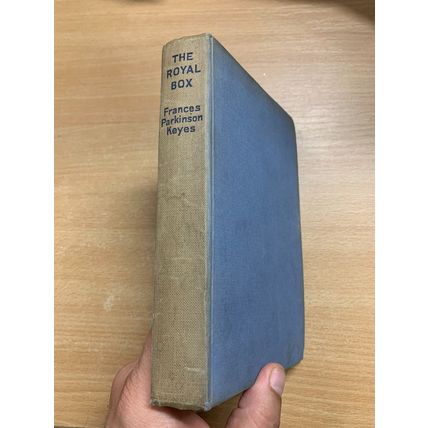 THE
ROYAL
BOX
Frances
Parkinson
Keyes